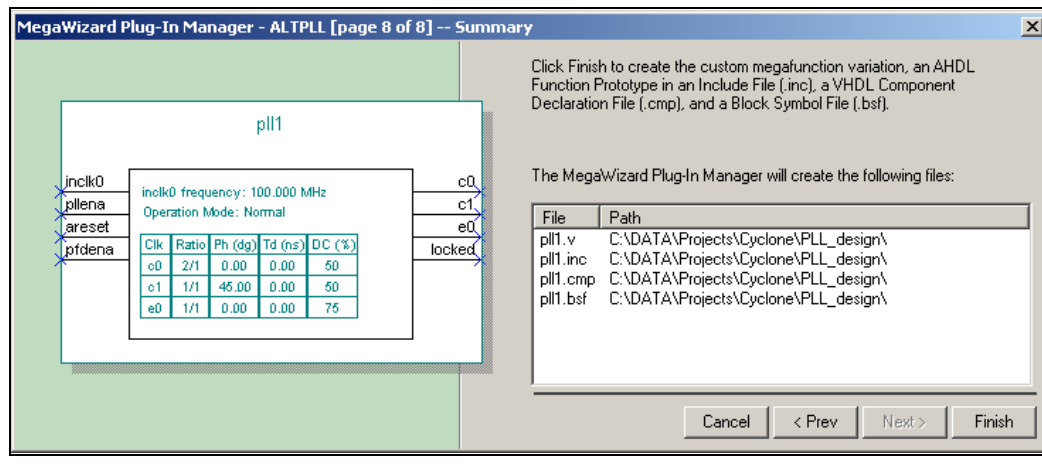 MegaWizard Plug-In Manager - ALTPLL [page 8 of 8] -- Summary
Click Finish to create the custom megafunction variation, an AHDL
Function Prototype in an Include File (.inc), a VHDL Component
Declaration File (.cmp), and a Block Symbol File (.bsf).
pll1
inclk0
pllena
areset
pfdena
inclk0 frequency: 100.000 MHz
Operation Mode: Normal
Clk Ratio Ph (dg) Td (ns) DC (%)
c0 2/1 0.00 0.00 50
c1 1/1 45.00 0.00 50
e0 1/1 0.00 0.00 75
c0
c1
e0
locked
The MegaWizard Plug-In Manager will create the following files:
File Path
pll1.v C:\DATA\Projects\Cyclone\PLL_design\
pll1.inc C:\DATA\Projects\Cyclone\PLL_design\
pll1.cmp C:\DATA\Projects\Cyclone\PLL_design\
pll1.bsf C:\DATA\Projects\Cyclone\PLL_design\
Cancel < Prev Next > Finish